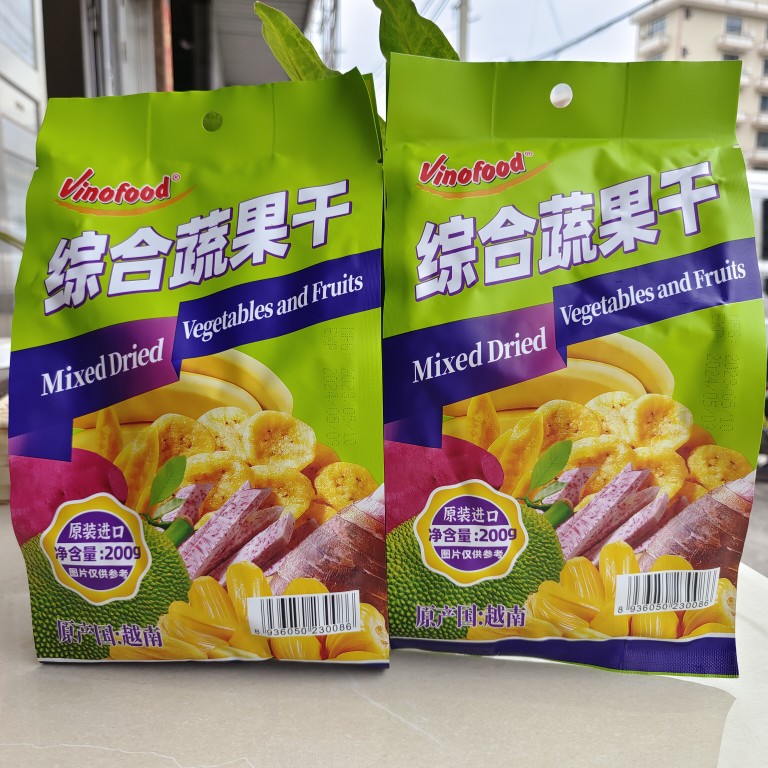 Vinofood®
综合蔬果干
Mixed Dried
Vegetables and Fruits
原装进口
净含量:200g
图片仅供参考
原产国:越南
8 936050 230086
Vinofood
综合蔬果干
Mixed Dried
Vegetables and Fruits
原装进口
净含量:200g
图片仅供参考
原产国:越南
8 936050 230086